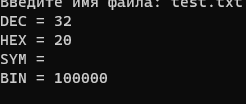 Введите имя файла: test.txt
DEC = 32
HEX = 20
SYM =
BIN = 100000